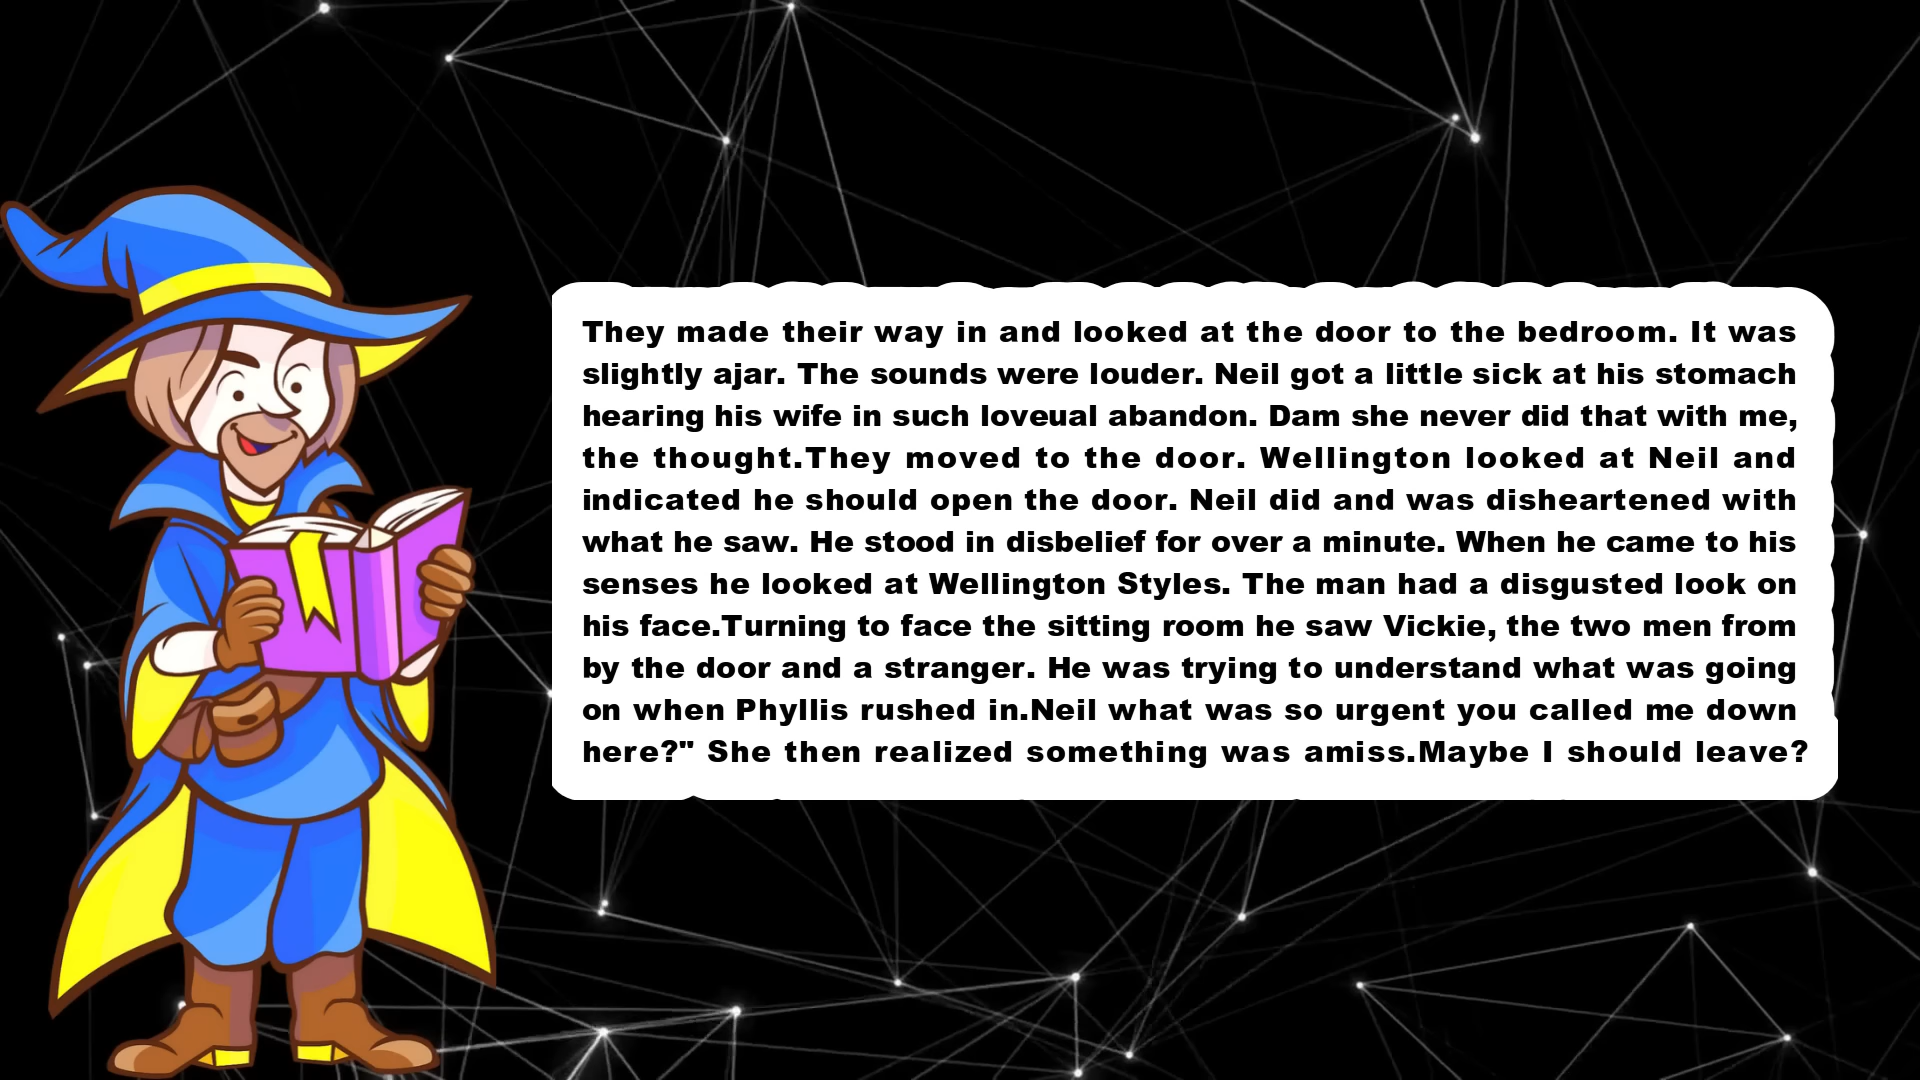 They made their way in and looked at the door to the bedroom. It was
slightly ajar. The sounds were louder. Neil got a little sick at his stomach
hearing his wife in such loveual abandon. Dam she never did that with me,
the thought.They moved to the door. Wellington looked at Neil and
indicated he should open the door. Neil did and was disheartened with
what he saw. He stood in disbelief for over a minute. When he came to his
senses he looked at Wellington Styles. The man had a disgusted look on
his face.Turning to face the sitting room he saw Vickie, the two men from
by the door and a stranger. He was trying to understand what was going
on when Phyllis rushed in.Neil what was so urgent you called me down
here?" She then realized something was amiss.Maybe I should leave?